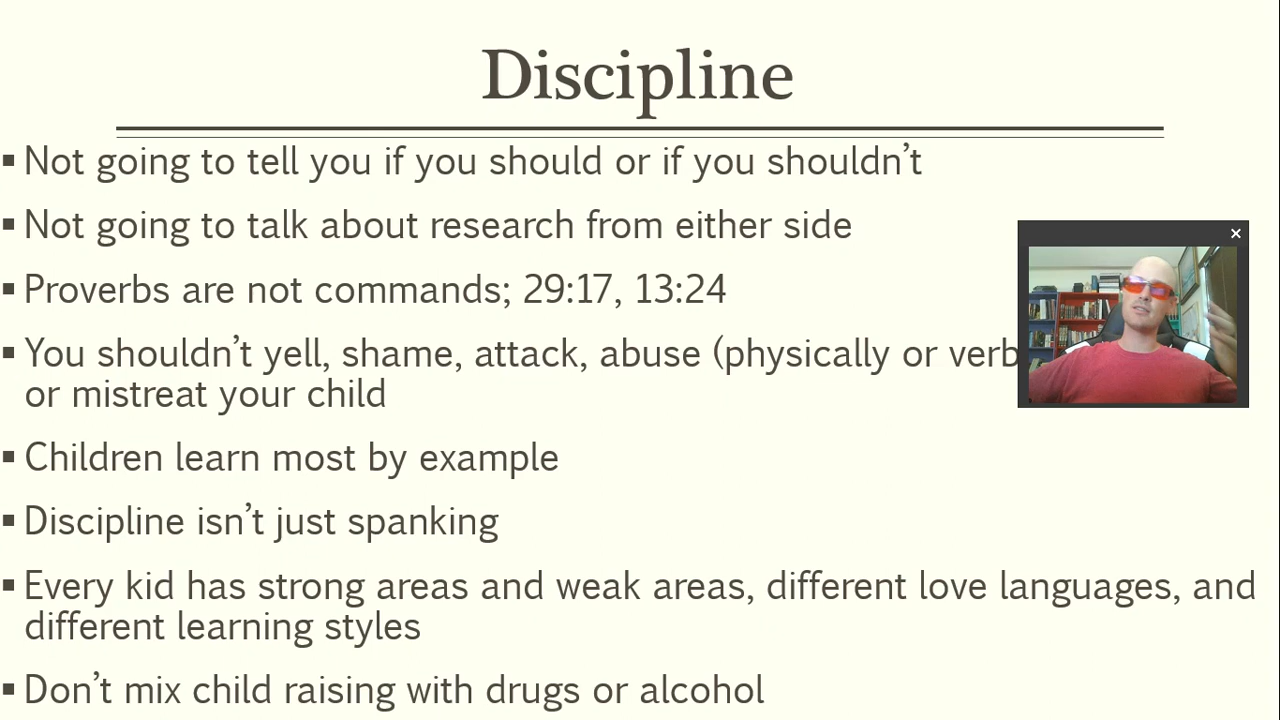 Discipline
▪ Not going to tell you if you should or if you shouldn’t
▪ Not going to talk about research from either side
▪ Proverbs are not commands; 29:17, 13:24
▪ You shouldn’t yell, shame, attack, abuse (physically or verb
or mistreat your child
▪ Children learn most by example
▪ Discipline isn’t just spanking
▪ Every kid has strong areas and weak areas, different love languages, and
different learning styles
▪ Don’t mix child raising with drugs or alcohol